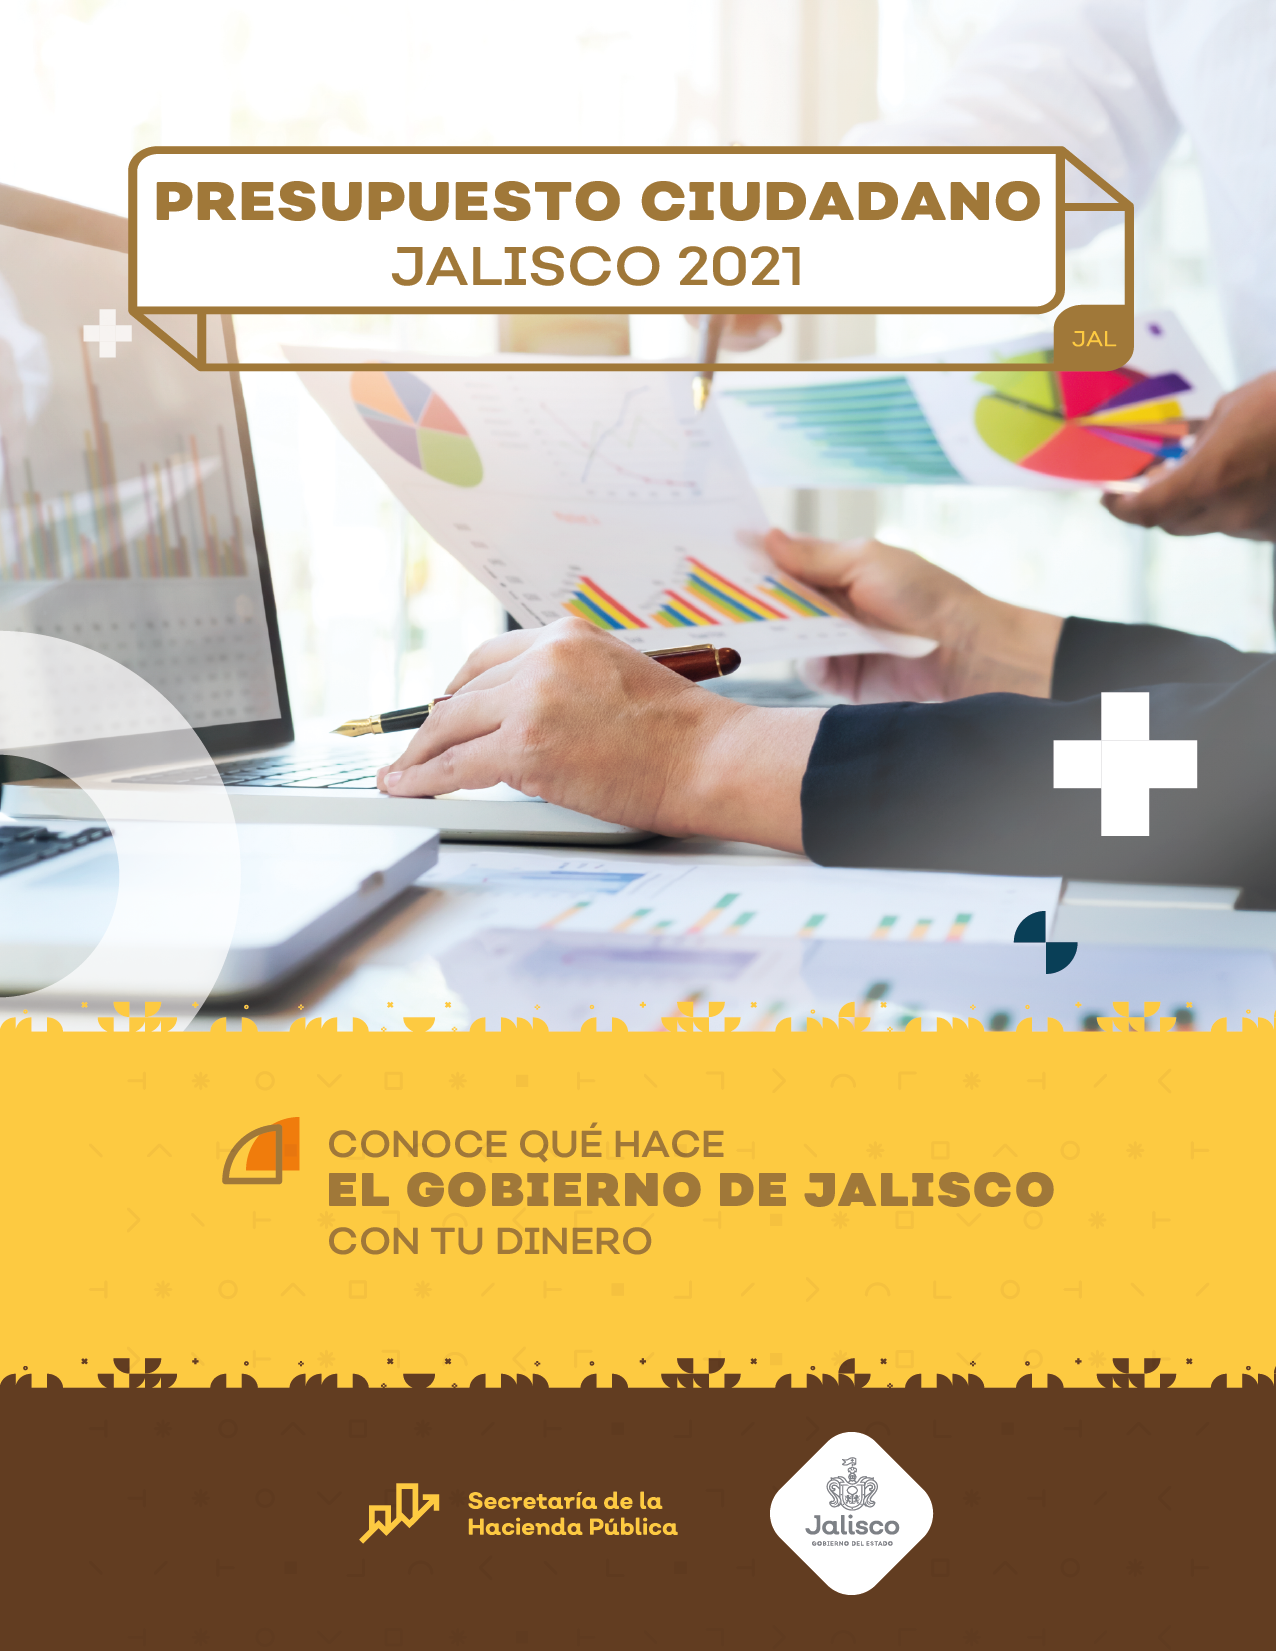 PRESUPUESTO CIUDADANO
JALISCO 2021
JAL
CONOCE QUÉ HACE
EL GOBIERNO DE JALISCO
CON TU DINERO
Secretaría de la
Hacienda Pública
Jalisco
GOBIERNO DEL ESTADO